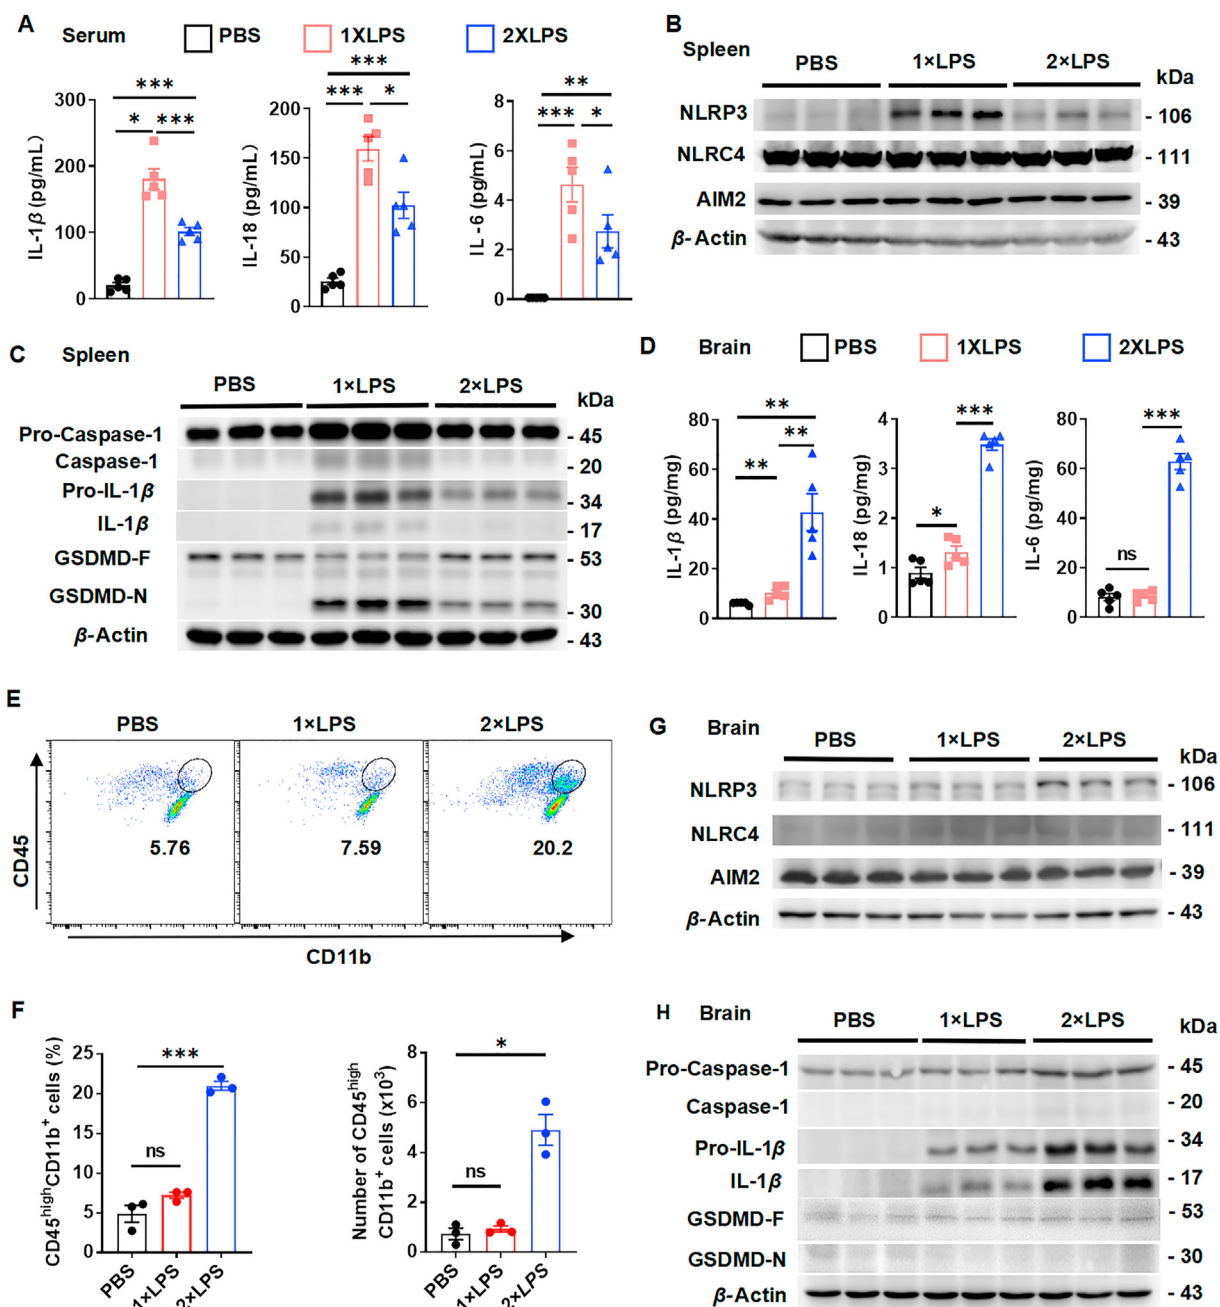 A Serum PBS 1XLPS 2XLPS
***
* ***
IL-1β (pg/mL)
300
200
100
0
***
*** *
IL-18 (pg/mL)
200
150
100
50
0
**
*** *
IL-6 (pg/mL)
8
6
4
2
0
B Spleen
PBS 1×LPS 2×LPS kDa
NLRP3 - 106
NLRC4 - 111
AIM2 - 39
β-Actin - 43
C Spleen
PBS 1×LPS 2×LPS kDa
Pro-Caspase-1 - 45
Caspase-1 - 20
Pro-IL-1β - 34
IL-1β - 17
GSDMD-F - 53
GSDMD-N - 30
β-Actin - 43
D Brain PBS 1XLPS 2XLPS
**
**
**
IL-1β (pg/mg)
80
60
40
20
0
***
*
IL-18 (pg/mg)
4
3
2
1
0
***
ns
IL-6 (pg/mg)
80
60
40
20
0
E
PBS 1×LPS 2×LPS
CD45
5.76 7.59 20.2
CD11b
F
***
ns
CD45highCD11b+ cells (%)
25
20
15
10
5
0
PBS 1×LPS 2×LPS
*
ns
Number of CD45high
CD11b+ cells (x10³)
8
6
4
2
0
PBS 1×LPS 2×LPS
G Brain
PBS 1×LPS 2×LPS kDa
NLRP3 - 106
NLRC4 - 111
AIM2 - 39
β-Actin - 43
H Brain
PBS 1×LPS 2×LPS kDa
Pro-Caspase-1 - 45
Caspase-1 - 20
Pro-IL-1β - 34
IL-1β - 17
GSDMD-F - 53
GSDMD-N - 30
β-Actin - 43